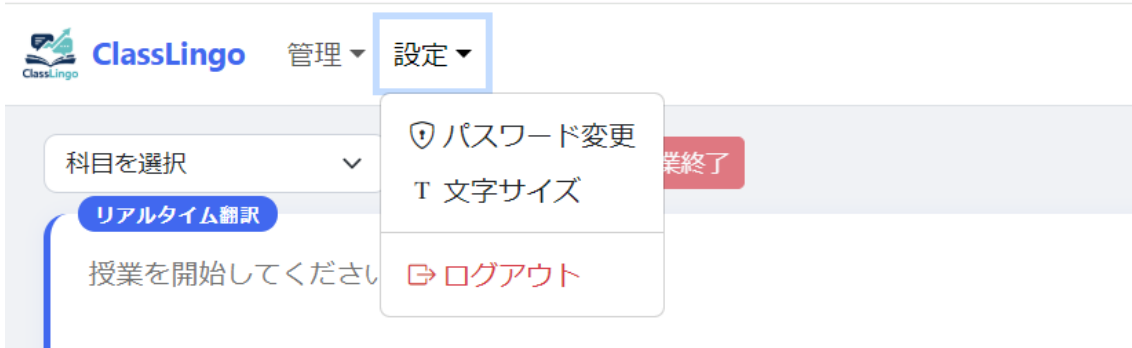 ClassLingo
ClassLingo 管理 設定
パスワード変更
文字サイズ
ログアウト
科目を選択
業終了
リアルタイム翻訳
授業を開始してくださ